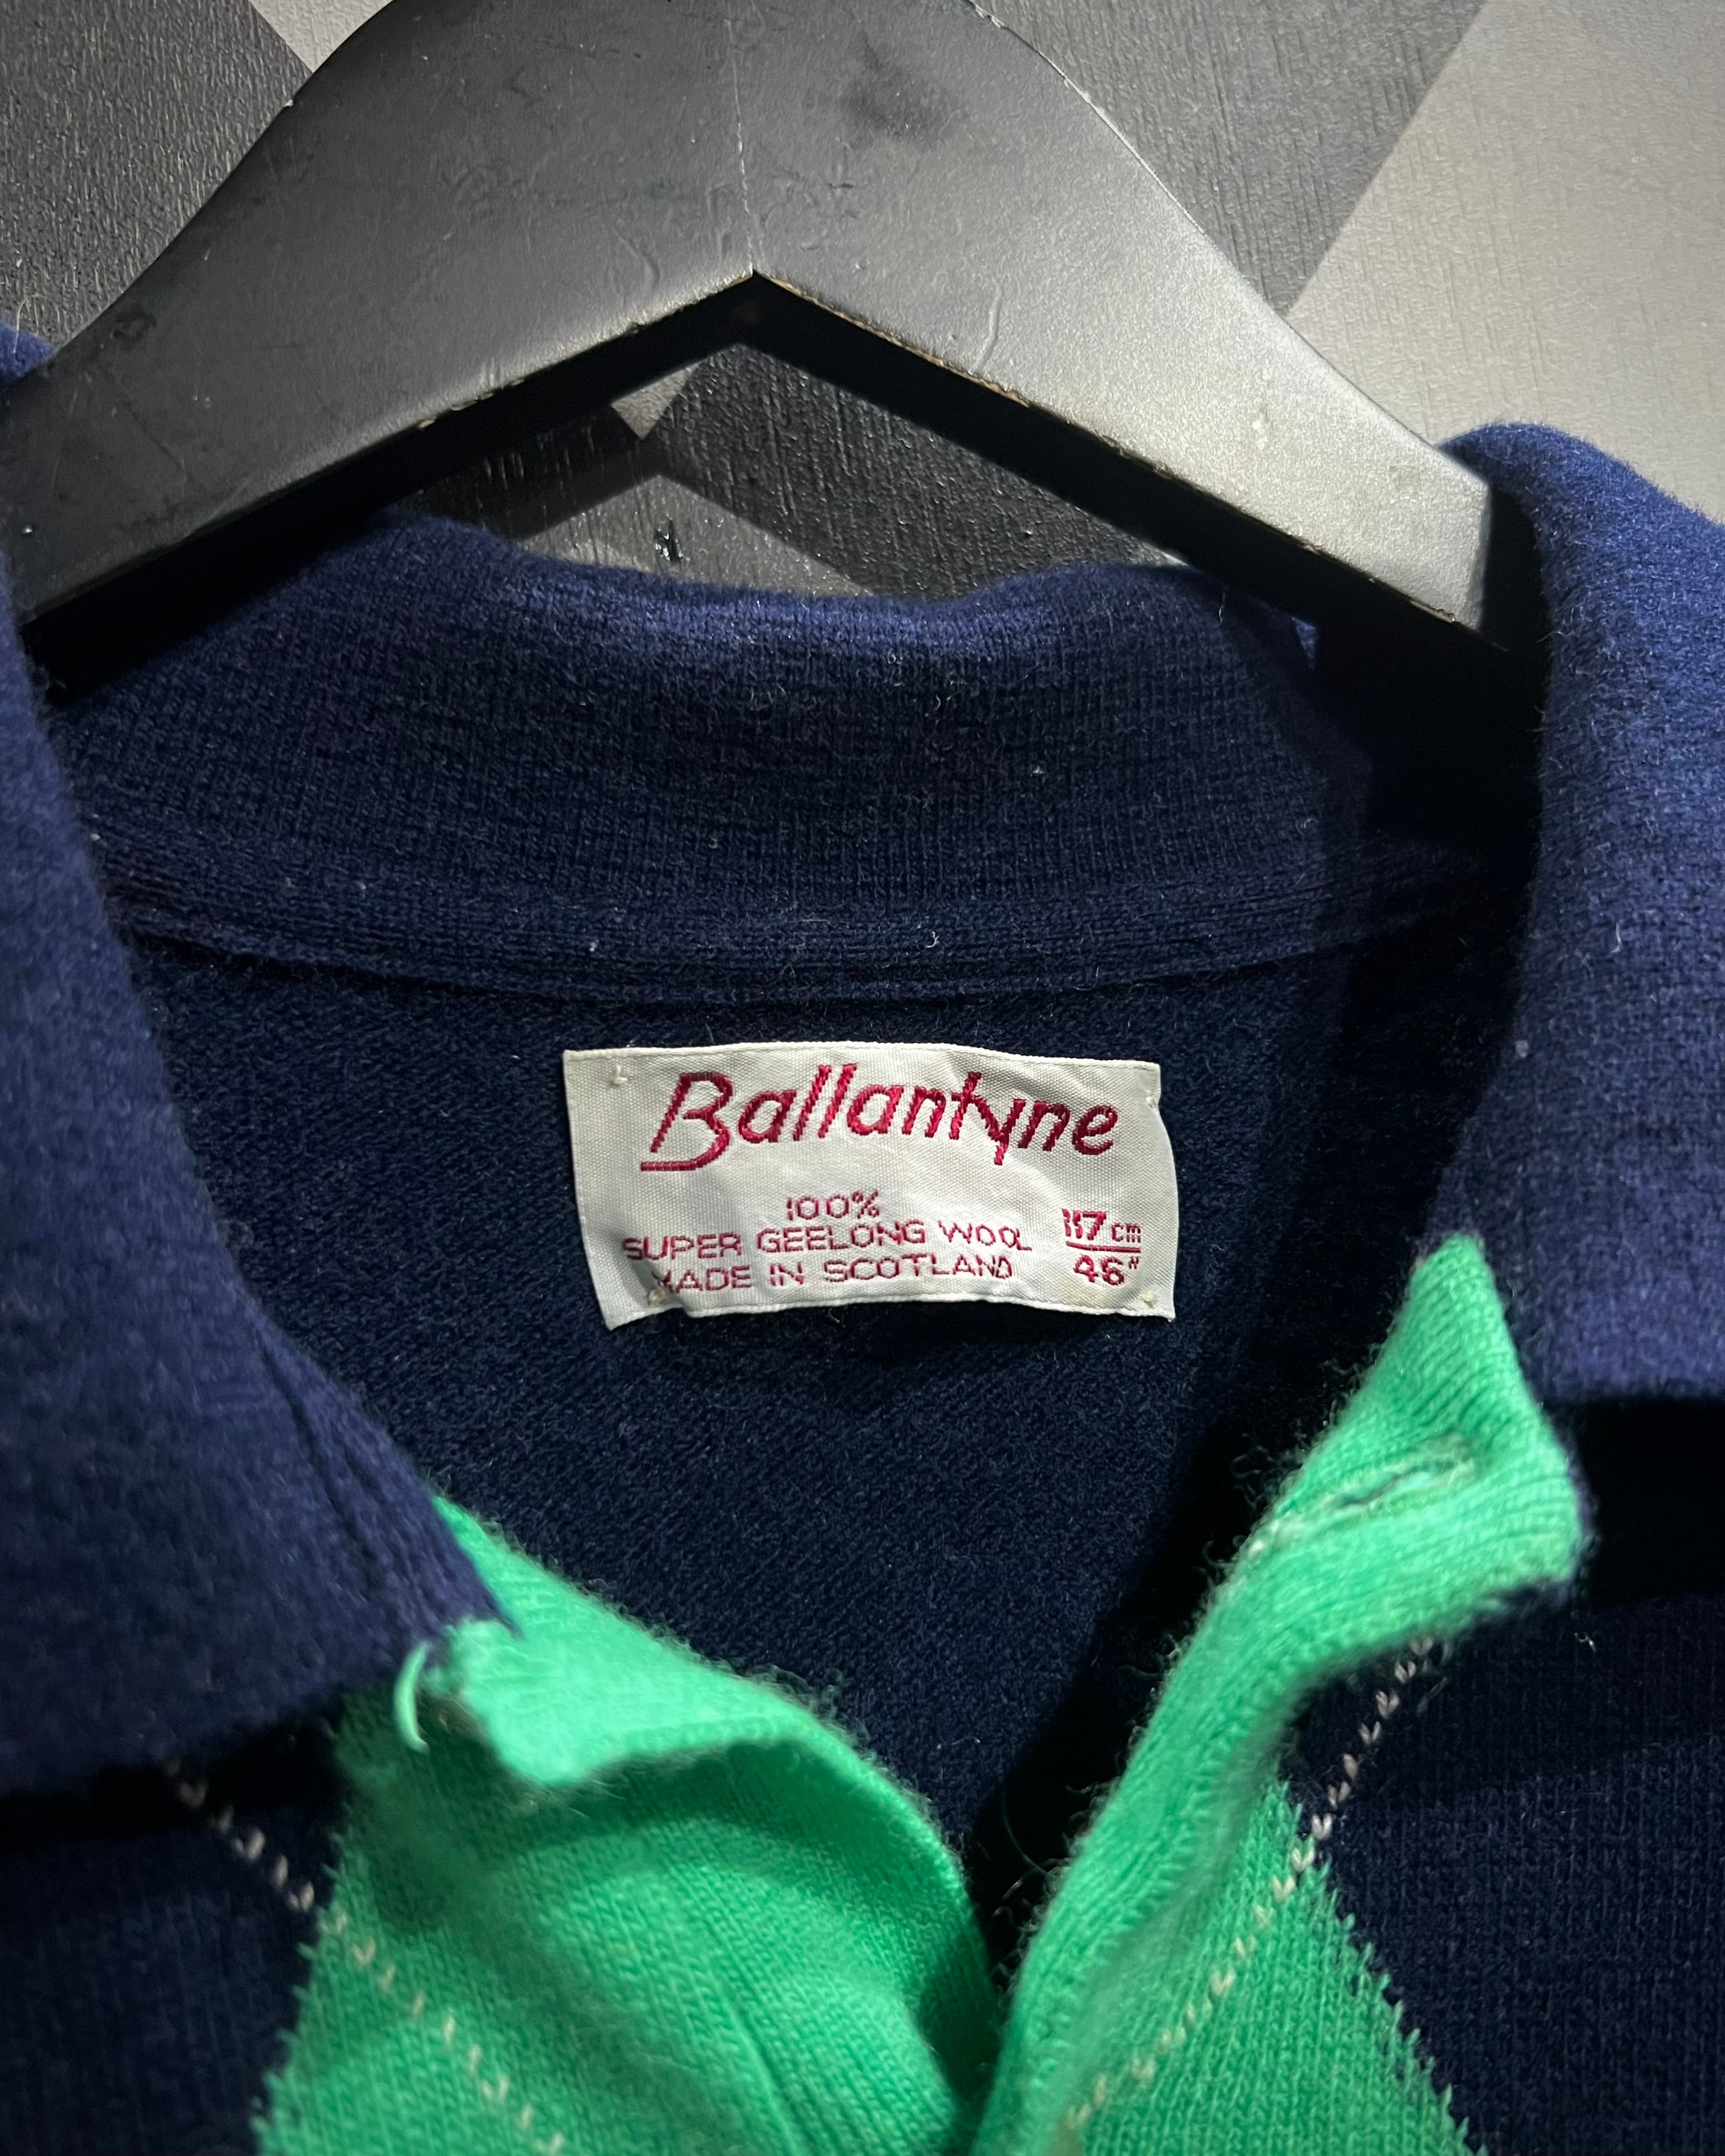 Ballantyne
100%
SUPER GEELONG WOOL
MADE IN SCOTLAND
117 cm
46"